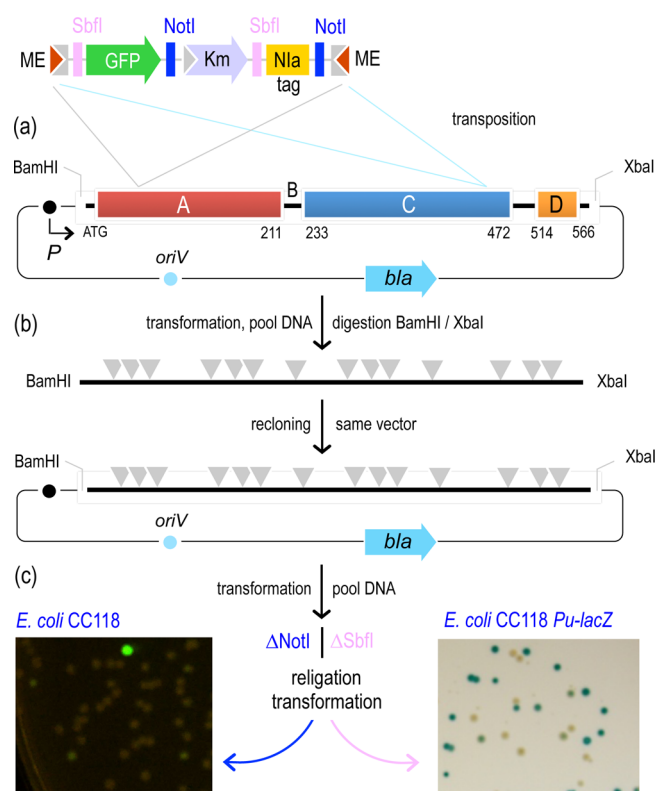 SbfI NotI SbfI NotI
ME GFP Km NIa ME
tag
(a) transposition
BamHI XbaI
A B C D
ATG 211 233 472 514 566
P
oriV bla
(b) transformation, pool DNA digestion BamHI / XbaI
BamHI XbaI
recloning same vector
BamHI XbaI
oriV bla
(c) transformation pool DNA
E. coli CC118 E. coli CC118 Pu-lacZ
ΔNotI ΔSbfI
religation
transformation